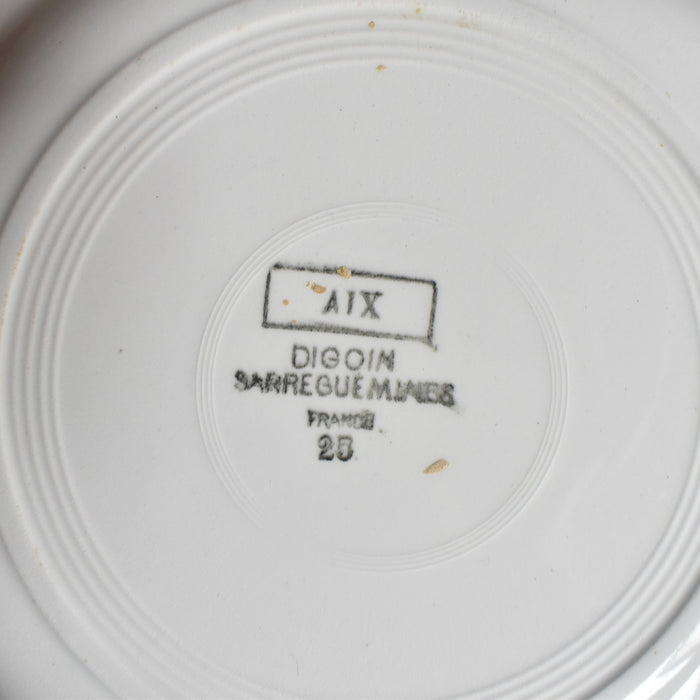 AIX
DIGOIN
SARREGUEMINES
FRANCE
25